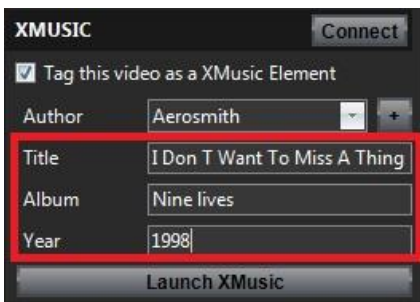 XMUSIC Connect
Tag this video as a XMusic Element
Author Aerosmith +
Title I Don T Want To Miss A Thing
Album Nine lives
Year 1998
Launch XMusic